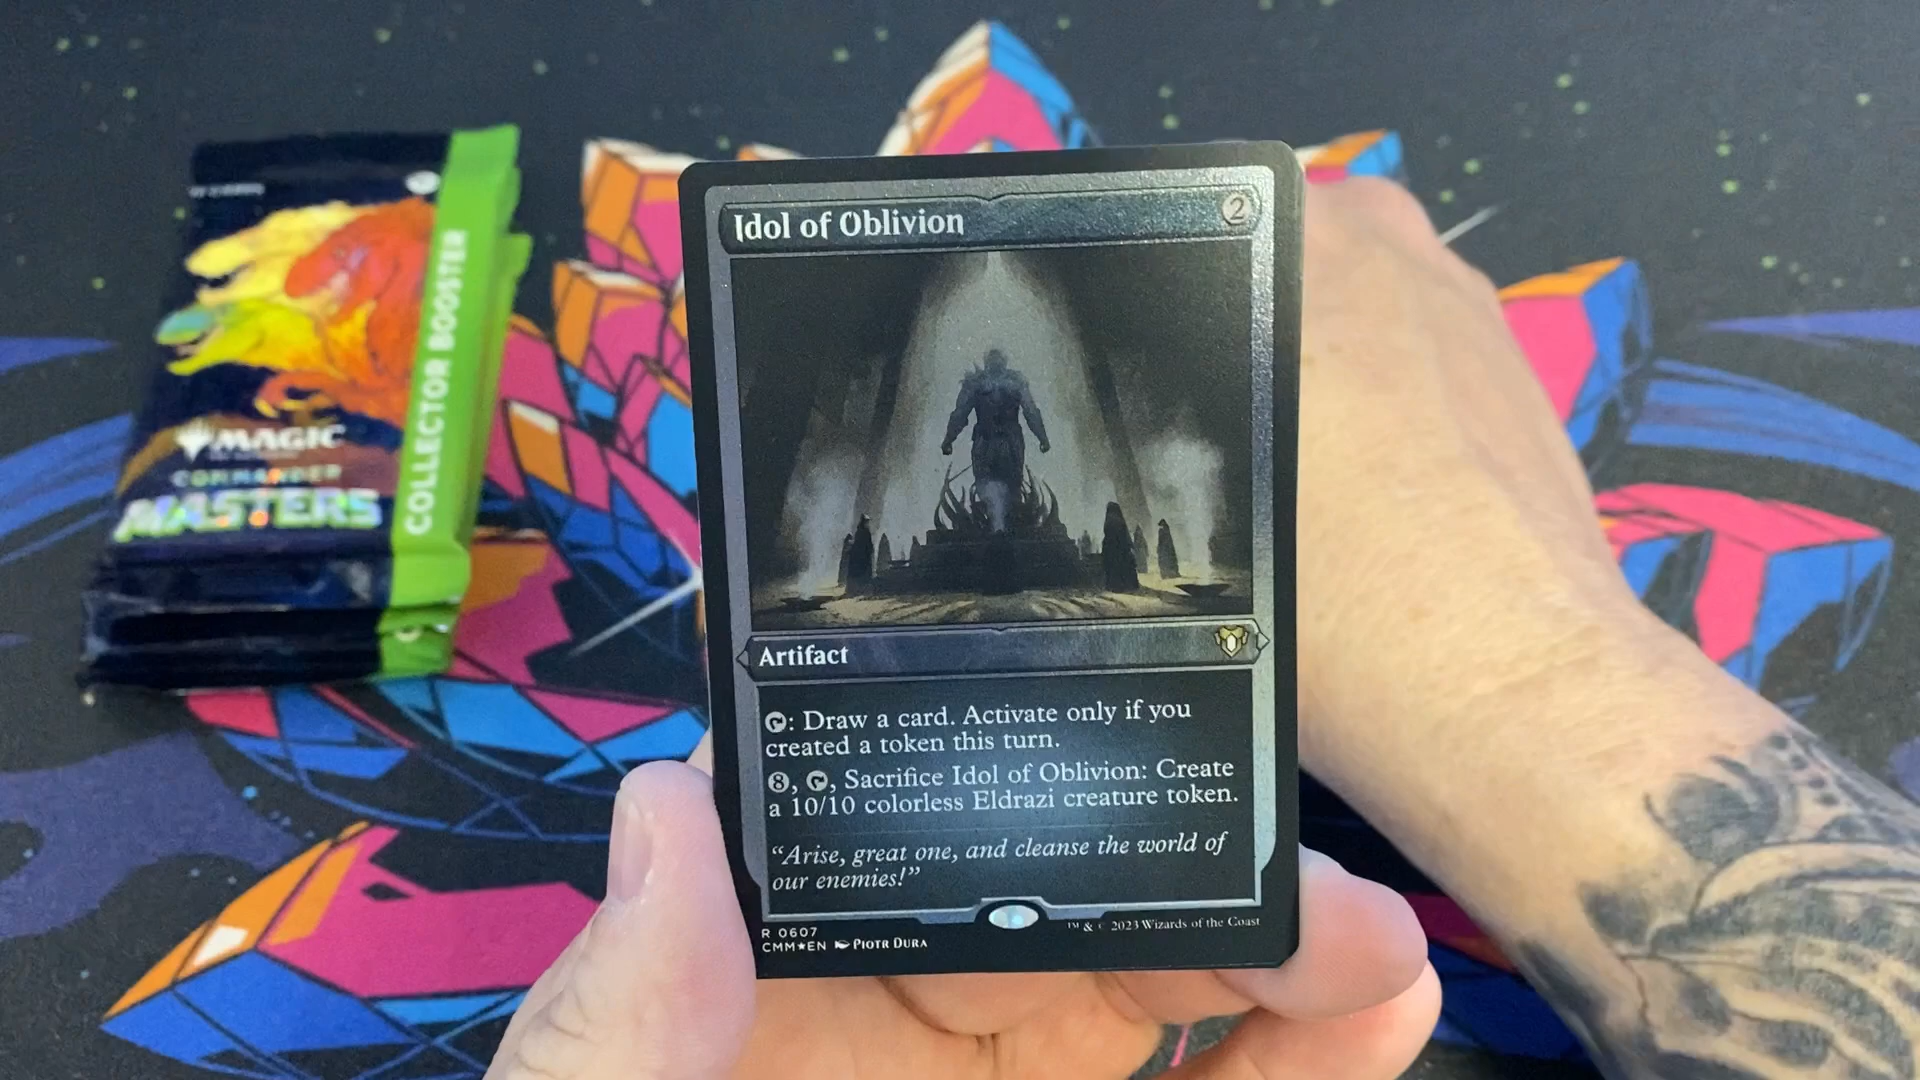 COLLECTOR BOOSTER
MAGIC
COMMANDER
MASTERS
Idol of Oblivion
2
Artifact
: Draw a card. Activate only if you
created a token this turn.
8, , Sacrifice Idol of Oblivion: Create
a 10/10 colorless Eldrazi creature token.
“Arise, great one, and cleanse the world of
our enemies!”
R 0607
CMM★EN PIOTR DURA
™ & © 2023 Wizards of the Coast